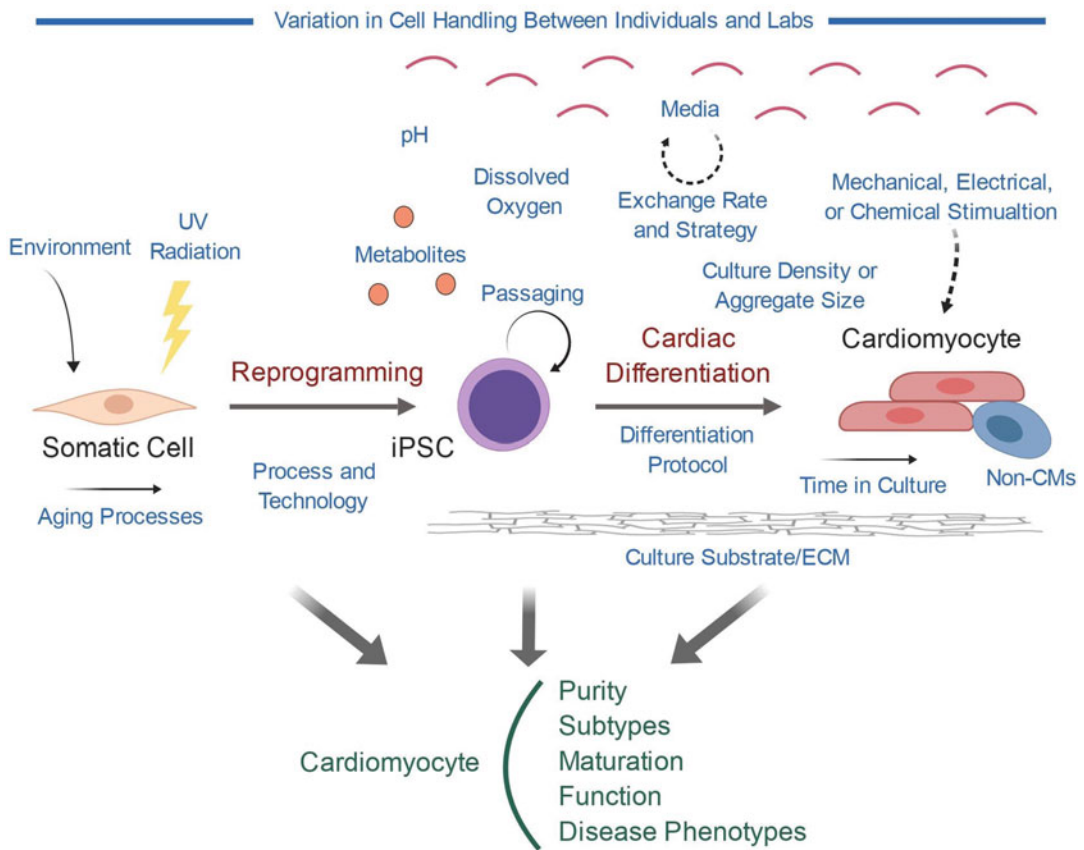 Variation in Cell Handling Between Individuals and Labs
pH
Media
Dissolved
Oxygen
Exchange Rate
and Strategy
Mechanical, Electrical,
or Chemical Stimualtion
Environment
UV
Radiation
Metabolites
Passaging
Culture Density or
Aggregate Size
Reprogramming
Cardiac
Differentiation
Cardiomyocyte
Somatic Cell
iPSC
Aging Processes
Process and
Technology
Differentiation
Protocol
Time in Culture
Non-CMs
Culture Substrate/ECM
Cardiomyocyte
Purity
Subtypes
Maturation
Function
Disease Phenotypes